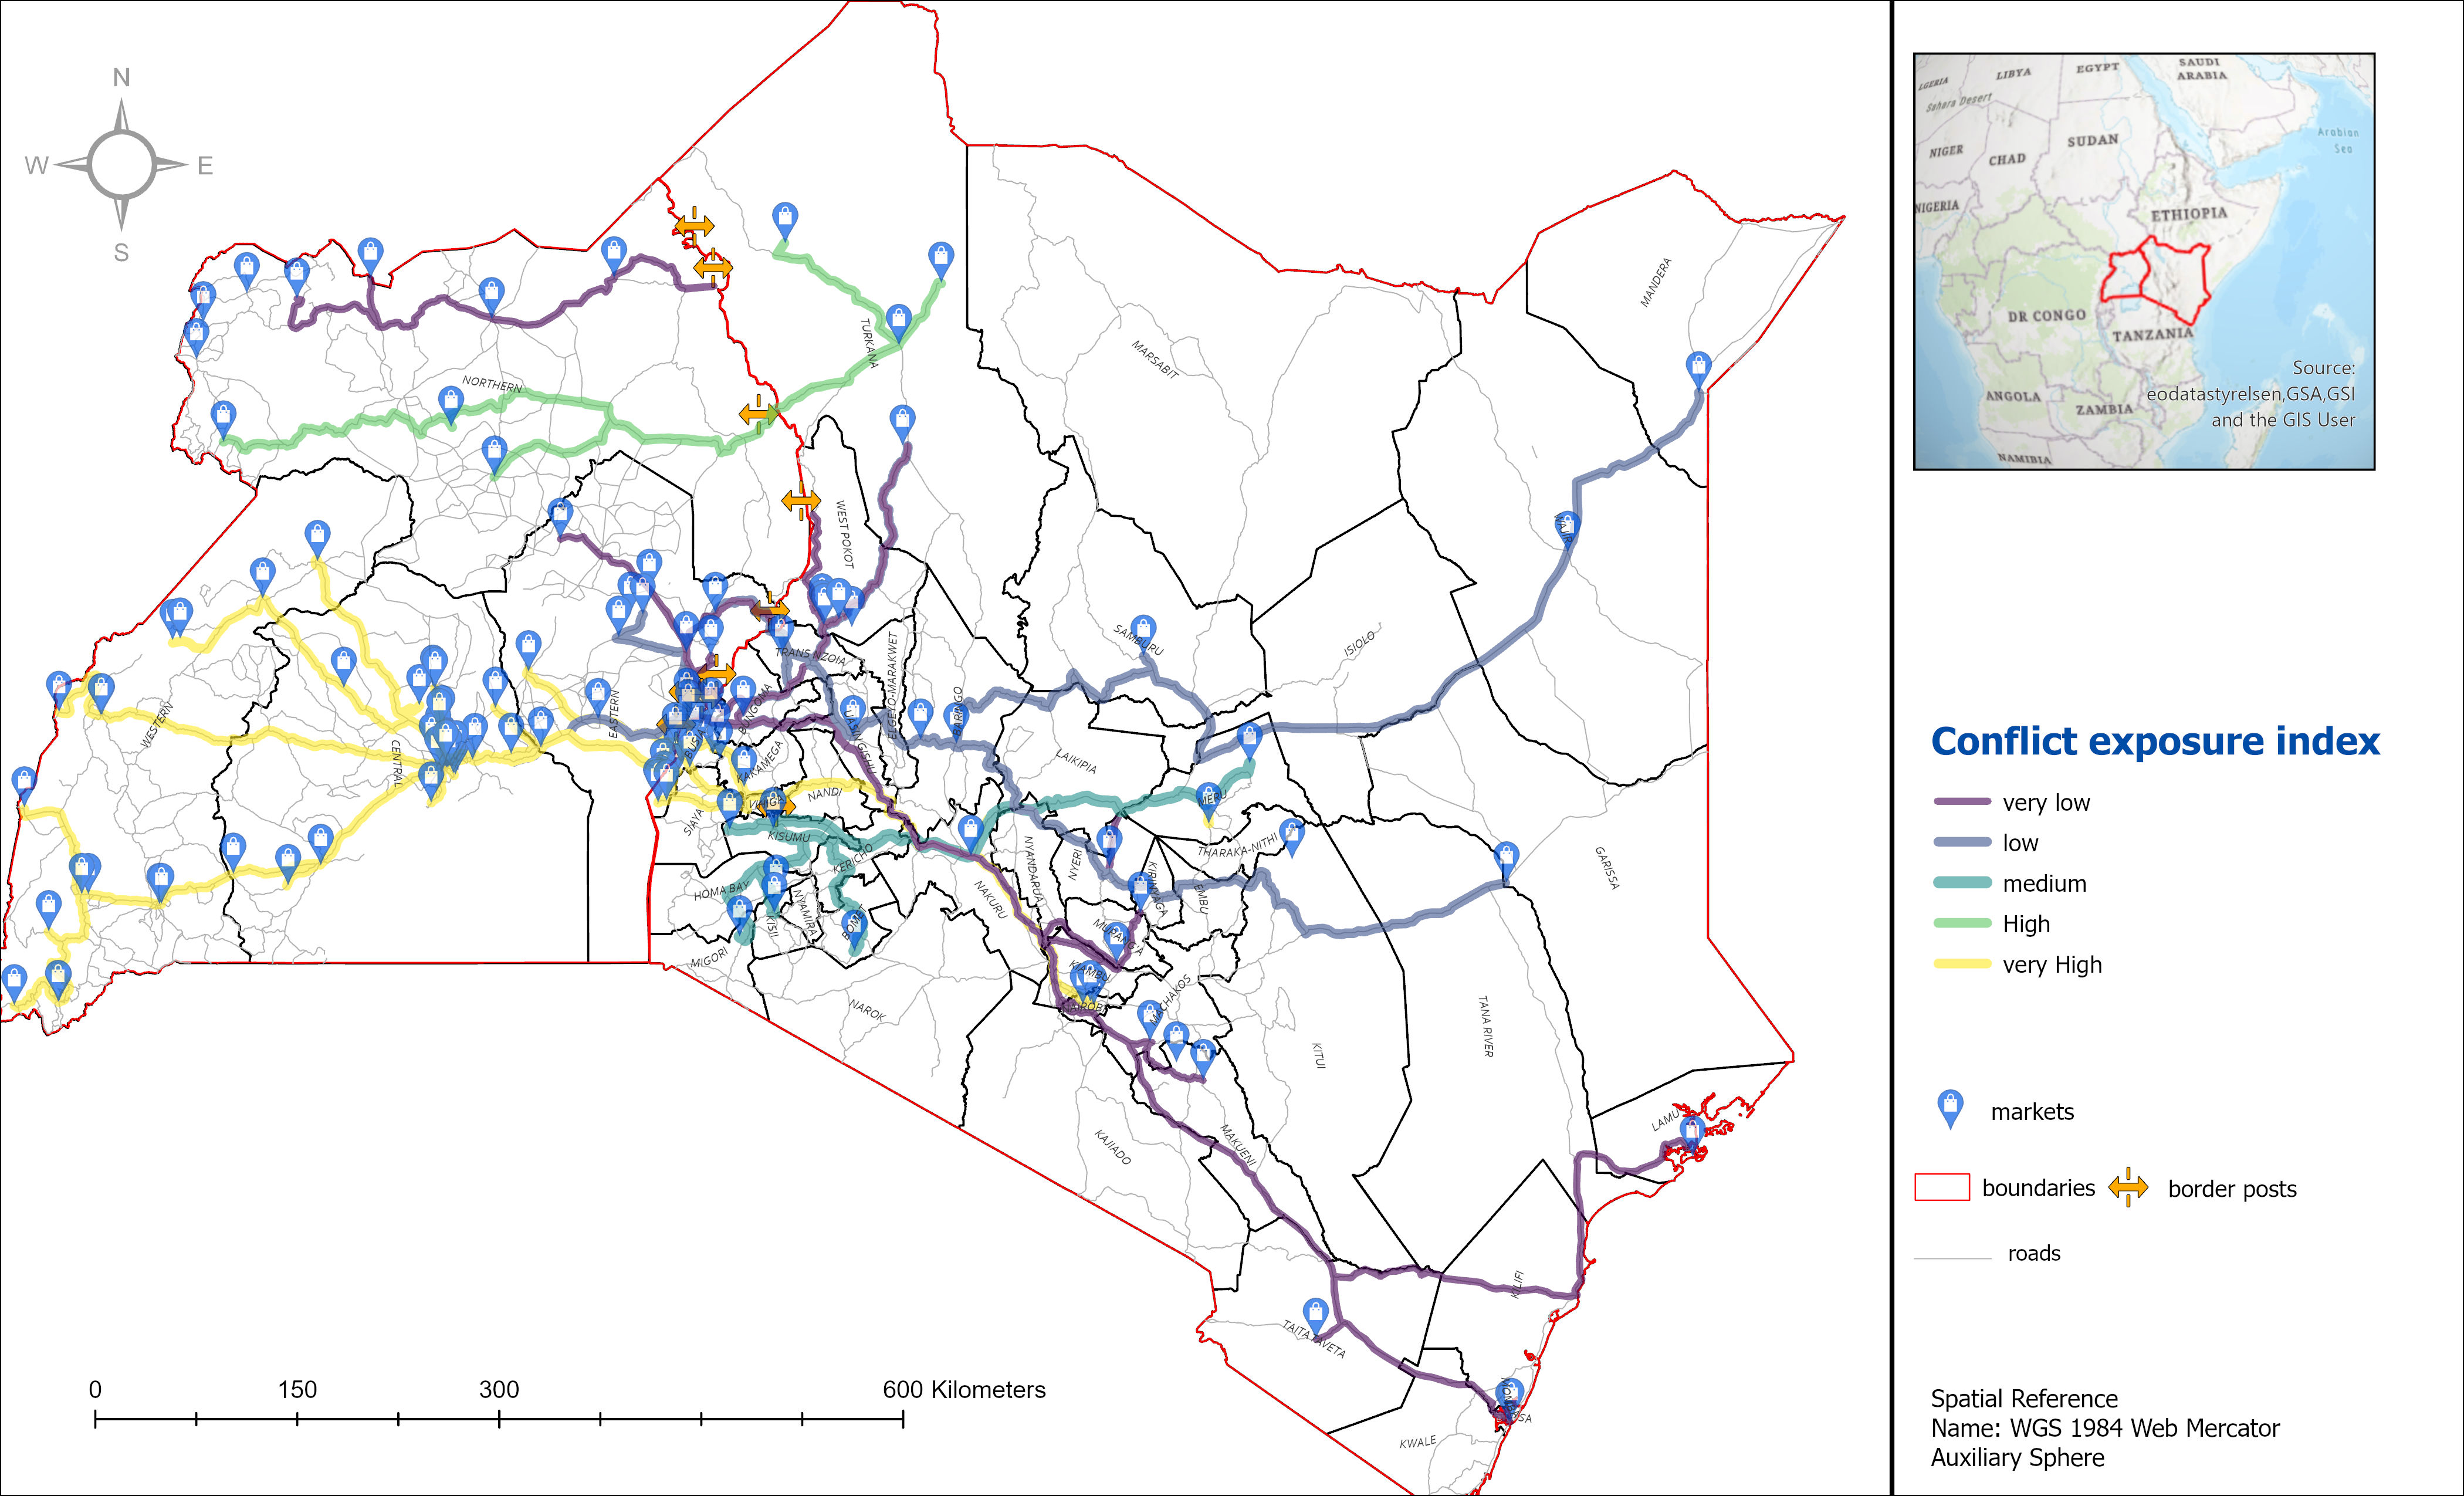 N
W
E
S
TURKANA
MARSABIT
MANDERA
NORTHERN
WEST POKOT
SAMBURU
ISIOLO
TRANS NZOIA
ELGEYO-MARAKWET
BARINGO
WESTERN
CENTRAL
EASTERN
BUNGOMA
BUSIA
KAKAMEGA
LAIKIPIA
VIHIGA
NANDI
SIAYA
KISUMU
KERICHO
MERU
THARAKA-NITHI
GARISSA
NYANDARUA
NYERI
KIRINYAGA
EMBU
HOMA BAY
NYAMIRA
KISII
BOMET
NAKURU
MURANG'A
MIGORI
KIAMBU
NAIROBI
MACHAKOS
NAROK
KITUI
TANA RIVER
KAJIADO
MAKUENI
LAMU
KILIFI
TAITA TAVETA
KWALE
0
150
300
600 Kilometers
LIBYA
EGYPT
SAUDI
ARABIA
Sahara Desert
Arabian
Sea
NIGER
CHAD
SUDAN
NIGERIA
ETHIOPIA
DR CONGO
TANZANIA
ANGOLA
ZAMBIA
NAMIBIA
Source:
eodatastyrelsen,GSA,GSI
and the GIS User
Conflict exposure index
very low
low
medium
High
very High
markets
boundaries
border posts
roads
Spatial Reference
Name: WGS 1984 Web Mercator
Auxiliary Sphere